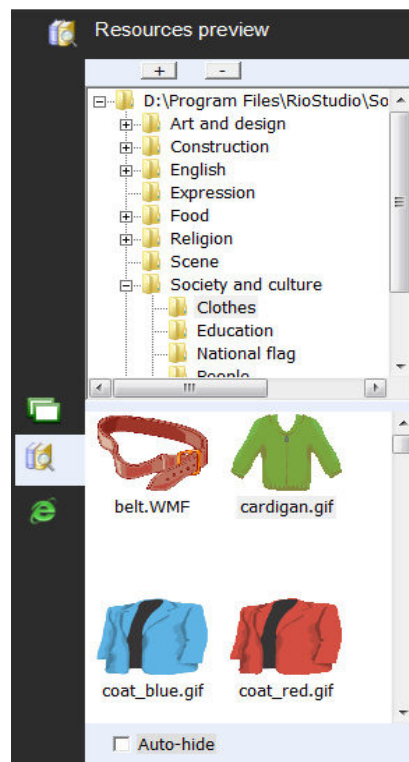 Resources preview
+ -
D:\Program Files\RioStudio\So
Art and design
Construction
English
Expression
Food
Religion
Scene
Society and culture
Clothes
Education
National flag
People
belt.WMF cardigan.gif
coat_blue.gif coat_red.gif
Auto-hide